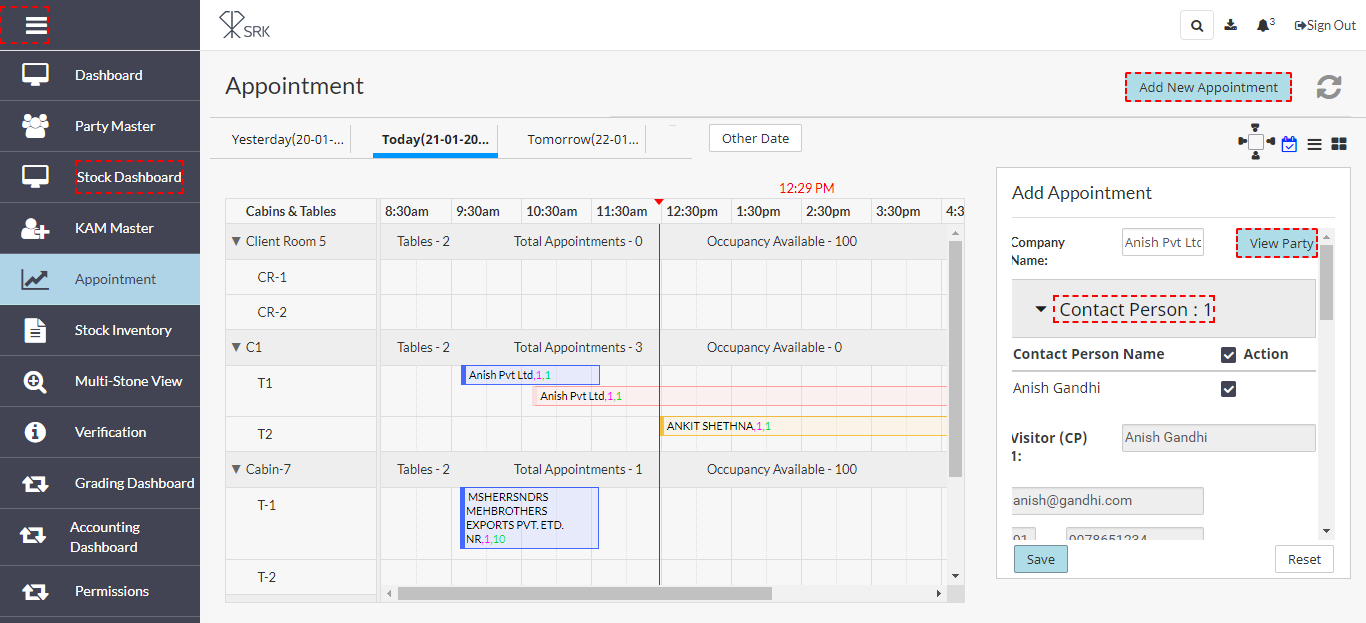 SRK
3
Sign Out
Dashboard
Party Master
Stock Dashboard
KAM Master
Appointment
Stock Inventory
Multi-Stone View
Verification
Grading Dashboard
Accounting
Dashboard
Permissions
Appointment
Add New Appointment
Yesterday(20-01-... Today(21-01-20... Tomorrow(22-01... Other Date
12:29 PM
Cabins & Tables 8:30am 9:30am 10:30am 11:30am 12:30pm 1:30pm 2:30pm 3:30pm 4:3
Client Room 5 Tables - 2 Total Appointments - 0 Occupancy Available - 100
CR-1
CR-2
C1 Tables - 2 Total Appointments - 3 Occupancy Available - 0
T1 Anish Pvt Ltd,1,1
Anish Pvt Ltd,1,1
T2 ANKIT SHETHNA,1,1
Cabin-7 Tables - 2 Total Appointments - 1 Occupancy Available - 100
T-1
MSHERRSNDRS
MEHBROTHERS
EXPORTS PVT. ETD.
NR,1,10
T-2
Add Appointment
Company
Name:
Anish Pvt Ltd
View Party
Contact Person : 1
Contact Person Name Action
Anish Gandhi
Visitor (CP)
1:
Anish Gandhi
anish@gandhi.com
01 0078651234
Save Reset